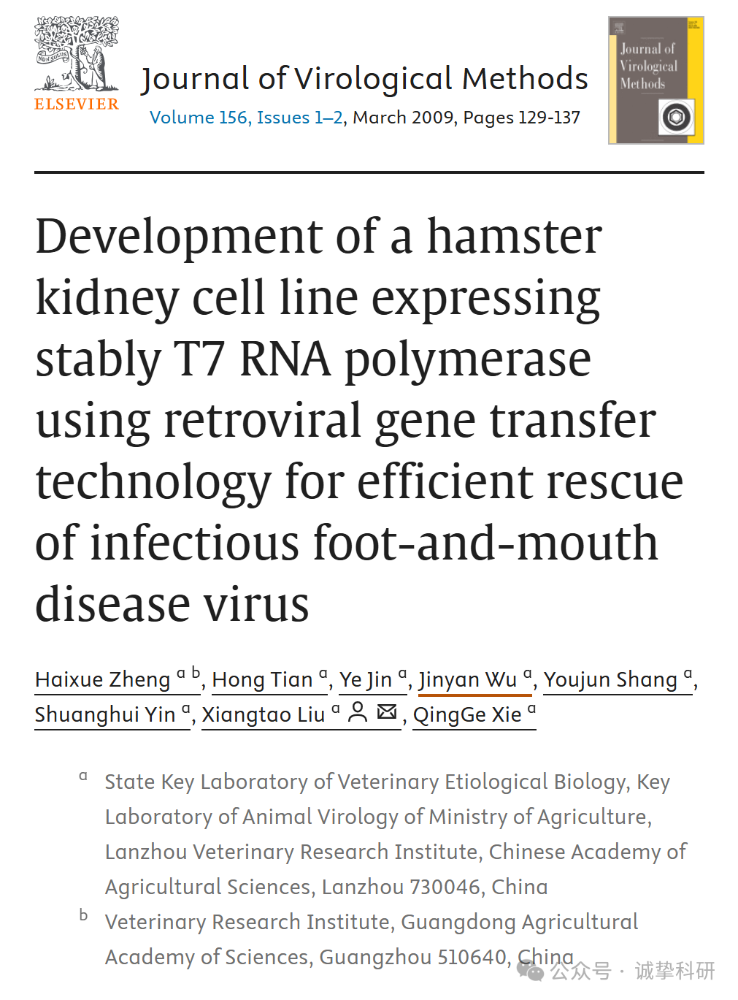 NON SOLUS
ELSEVIER
Journal of Virological Methods
Volume 156, Issues 1–2, March 2009, Pages 129-137
Journal of
Virological
Methods
Development of a hamster
kidney cell line expressing
stably T7 RNA polymerase
using retroviral gene transfer
technology for efficient rescue
of infectious foot-and-mouth
disease virus
Haixue Zheng a b, Hong Tian a, Ye Jin a, Jinyan Wu a, Youjun Shang a,
Shuanghui Yin a, Xiangtao Liu a, QingGe Xie a
a State Key Laboratory of Veterinary Etiological Biology, Key
Laboratory of Animal Virology of Ministry of Agriculture,
Lanzhou Veterinary Research Institute, Chinese Academy of
Agricultural Sciences, Lanzhou 730046, China
b Veterinary Research Institute, Guangdong Agricultural
Academy of Sciences, Guangzhou 510640, China
公众号 · 诚挚科研